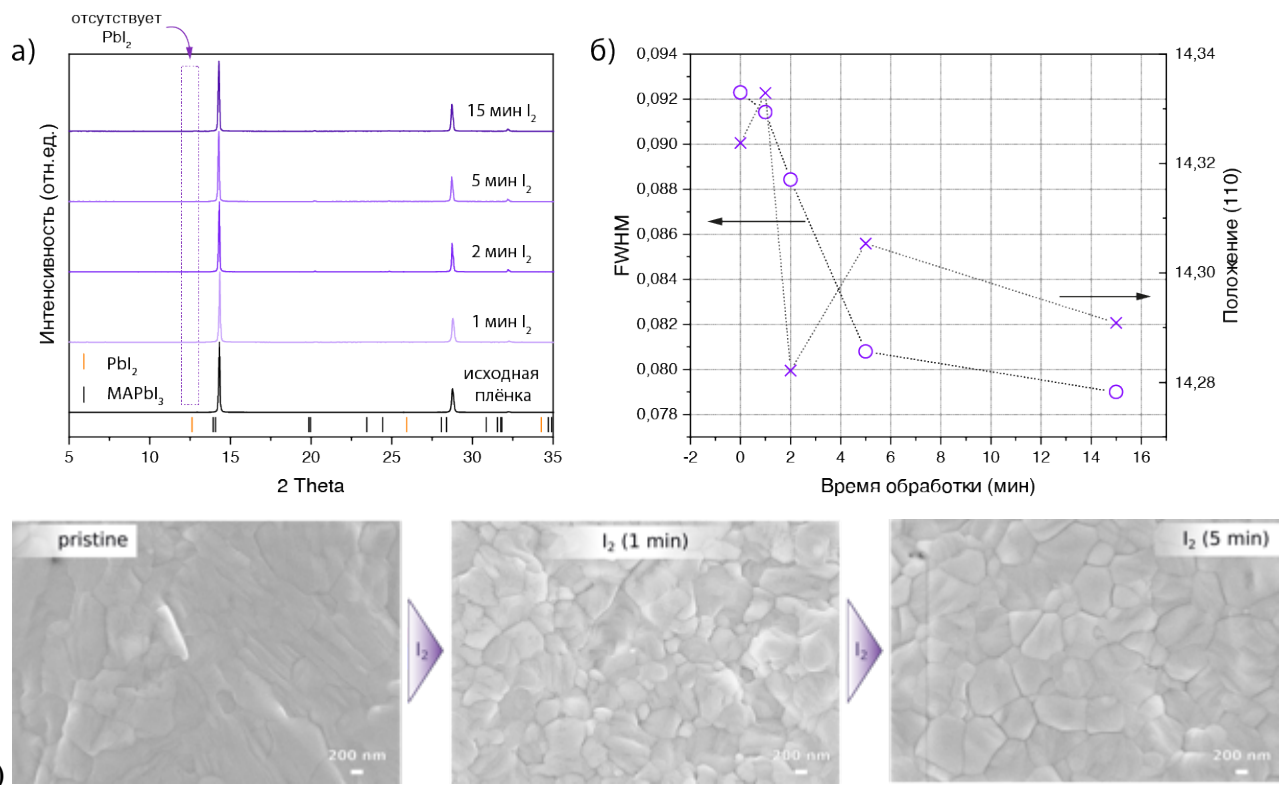 отсутствует
PbI2
а)
Интенсивность (отн.ед.)
15 мин I2
5 мин I2
2 мин I2
1 мин I2
PbI2
MAPbI3
исходная
плёнка
5 10 15 20 25 30 35
2 Theta
б)
0,094
0,092
0,090
0,088
0,086
0,084
0,082
0,080
0,078
FWHM
14,34
14,32
14,30
14,28
Положение (110)
-2 0 2 4 6 8 10 12 14 16
Время обработки (мин)
pristine
200 nm
I2
I2 (1 min)
200 nm
I2
I2 (5 min)
200 nm
)